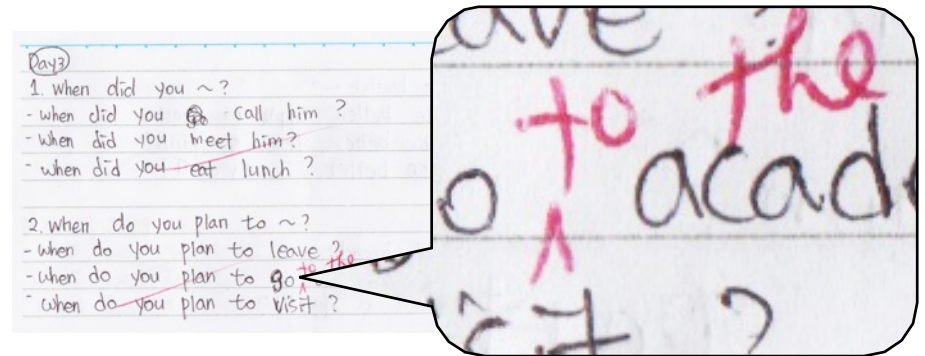 Day3
1. When did you ~?
- when did you call him ?
- when did you meet him?
- when did you eat lunch ?
2. when do you plan to ~?
- when do you plan to leave ?
- when do you plan to go to the
- when do you plan to visit ?
to the
acad